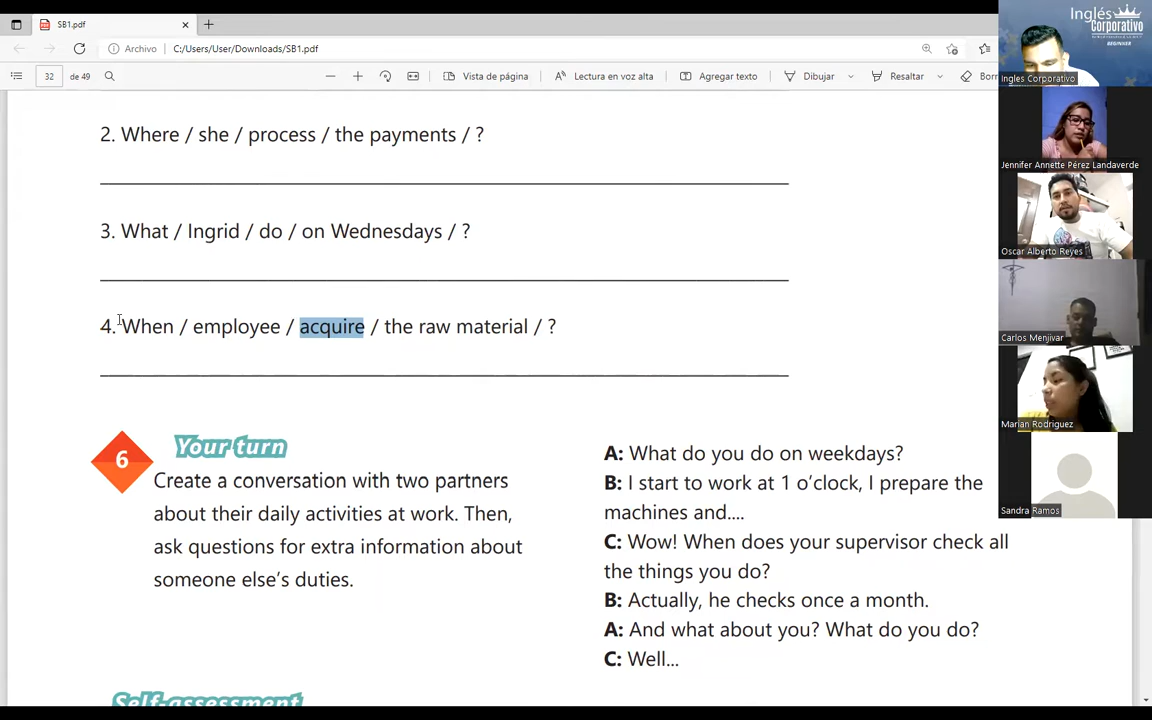 SB1.pdf
Archivo C:/Users/User/Downloads/SB1.pdf
32 de 49 Vista de página Lectura en voz alta Agregar texto Dibujar Resaltar Borr
2. Where / she / process / the payments / ?
3. What / Ingrid / do / on Wednesdays / ?
4. When / employee / acquire / the raw material / ?
6 Your turn
Create a conversation with two partners
about their daily activities at work. Then,
ask questions for extra information about
someone else's duties.
A: What do you do on weekdays?
B: I start to work at 1 o'clock, I prepare the
machines and....
C: Wow! When does your supervisor check all
the things you do?
B: Actually, he checks once a month.
A: And what about you? What do you do?
C: Well...
Self-assessment
Inglés
Corporativo
BEGINNER
Ingles Corporativo
Jennifer Annette Pérez Landaverde
Oscar Alberto Reyes
Carlos Menjivar
Marian Rodriguez
Sandra Ramos